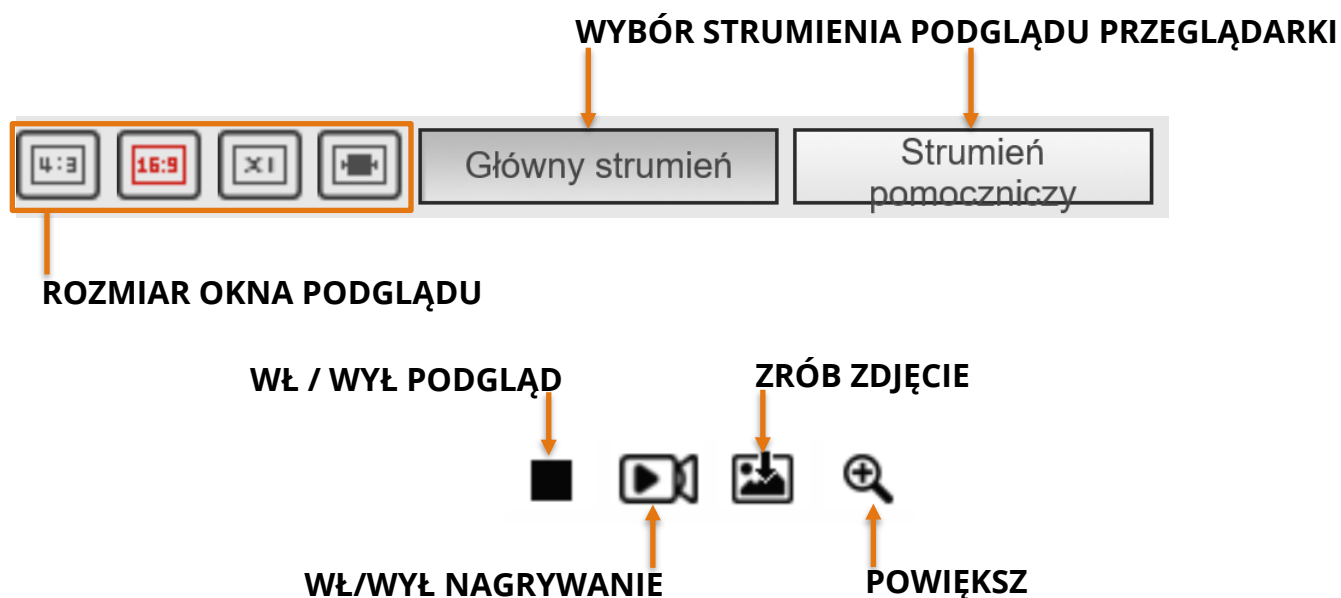 WYBÓR STRUMIENIA PODGLĄDU PRZEGLĄDARKI
4:3 16:9 X1 Główny strumień Strumień
pomoczniczy
ROZMIAR OKNA PODGLĄDU
WŁ / WYŁ PODGLĄD ZRÓB ZDJĘCIE
WŁ/WYŁ NAGRYWANIE POWIĘKSZ